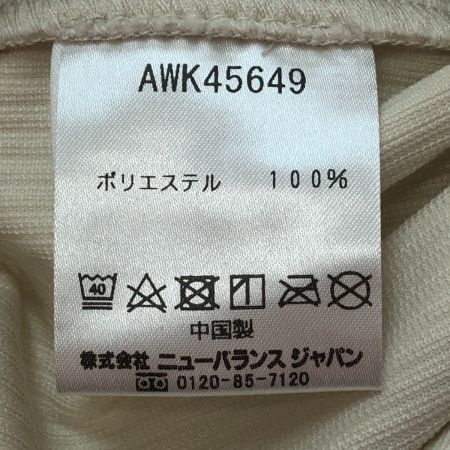 AWK45649
ポリエステル 100%
40
中国製
株式会社 ニューバランス ジャパン
0120-85-7120